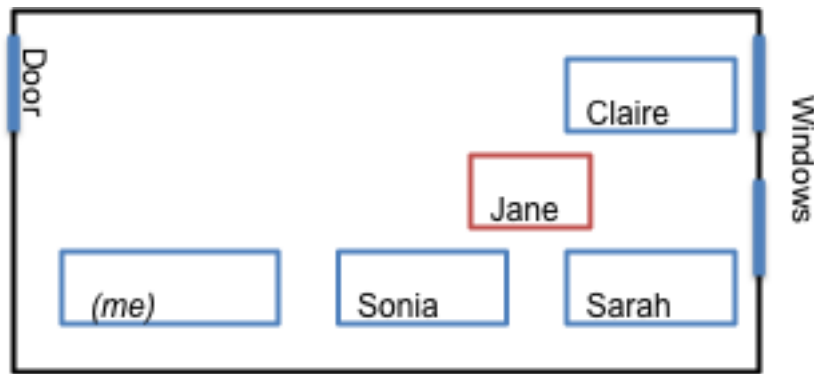 Door
Claire
Windows
Jane
(me)
Sonia
Sarah